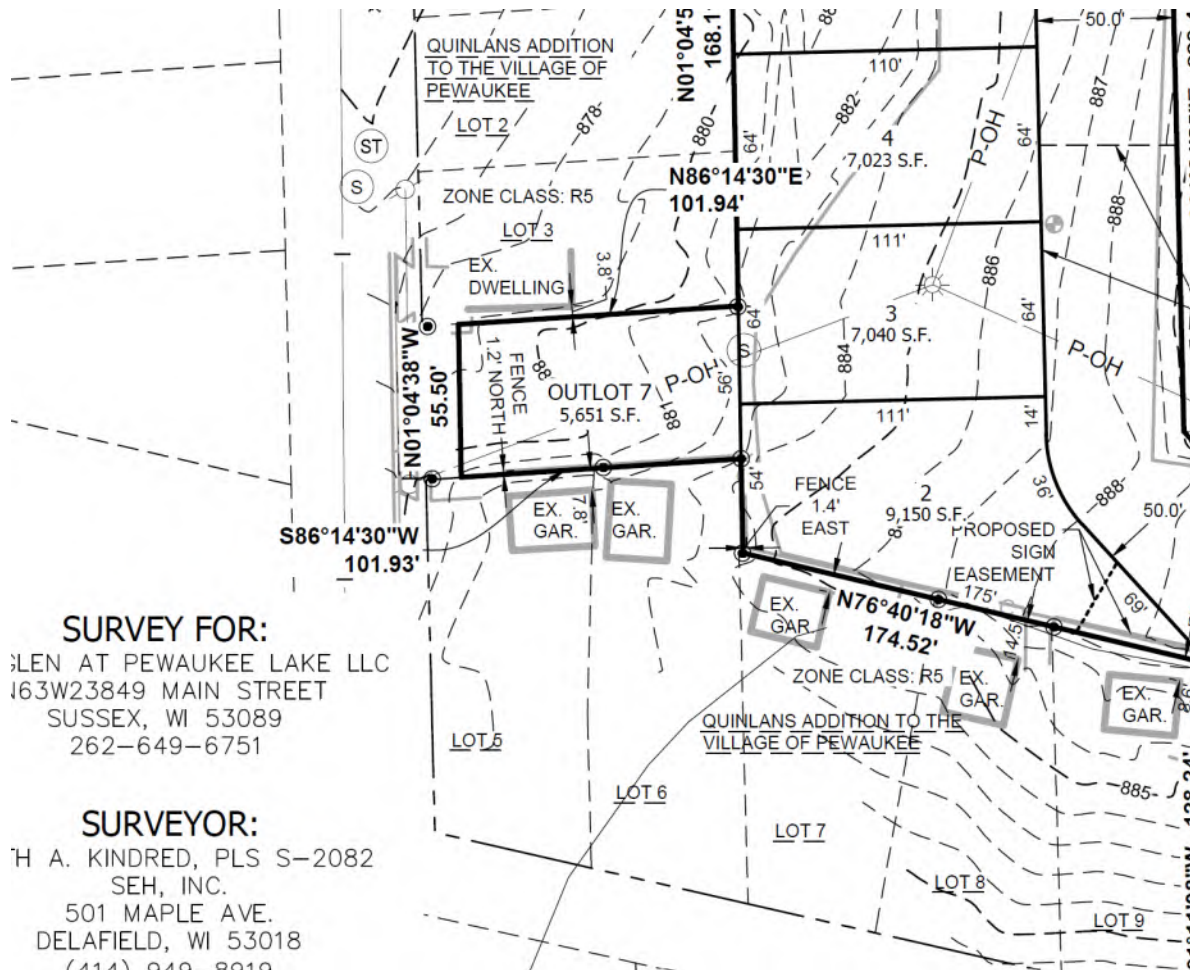 QUINLANS ADDITION
TO THE VILLAGE OF
PEWAUKEE
LOT 2
ST
S
ZONE CLASS: R5
LOT 3
EX.
DWELLING
3.8'
878
880
882
887
888
50.0'
110'
N86°14'30"E
101.94'
64'
4
7,023 S.F.
P-OH
64'
111'
886
64'
3
7,040 S.F.
64'
884
S
P-OH
P-OH
56'
N01°04'38"W
55.50'
FENCE
1.2' NORTH
OUTLOT 7
5,651 S.F.
881
111'
14'
36'
54'
FENCE
1.4'
EAST
2
9,150 S.F.
888
50.0'
PROPOSED
SIGN
EASEMENT
175'
69'
S86°14'30"W
101.93'
EX.
GAR.
7.8'
EX.
GAR.
EX.
GAR.
N76°40'18"W
174.52'
14.5'
ZONE CLASS: R5
EX.
GAR.
EX.
GAR.
8.6'
QUINLANS ADDITION TO THE
VILLAGE OF PEWAUKEE
885
LOT 5
LOT 6
LOT 7
LOT 8
LOT 9
SURVEY FOR:
GLEN AT PEWAUKEE LAKE LLC
N63W23849 MAIN STREET
SUSSEX, WI 53089
262-649-6751
SURVEYOR:
TH A. KINDRED, PLS S-2082
SEH, INC.
501 MAPLE AVE.
DELAFIELD, WI 53018
(414) 949-8919